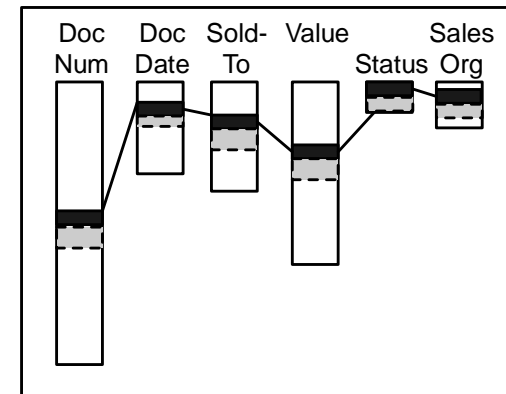 Doc Doc Sold- Value Sales
Num Date To Status Org